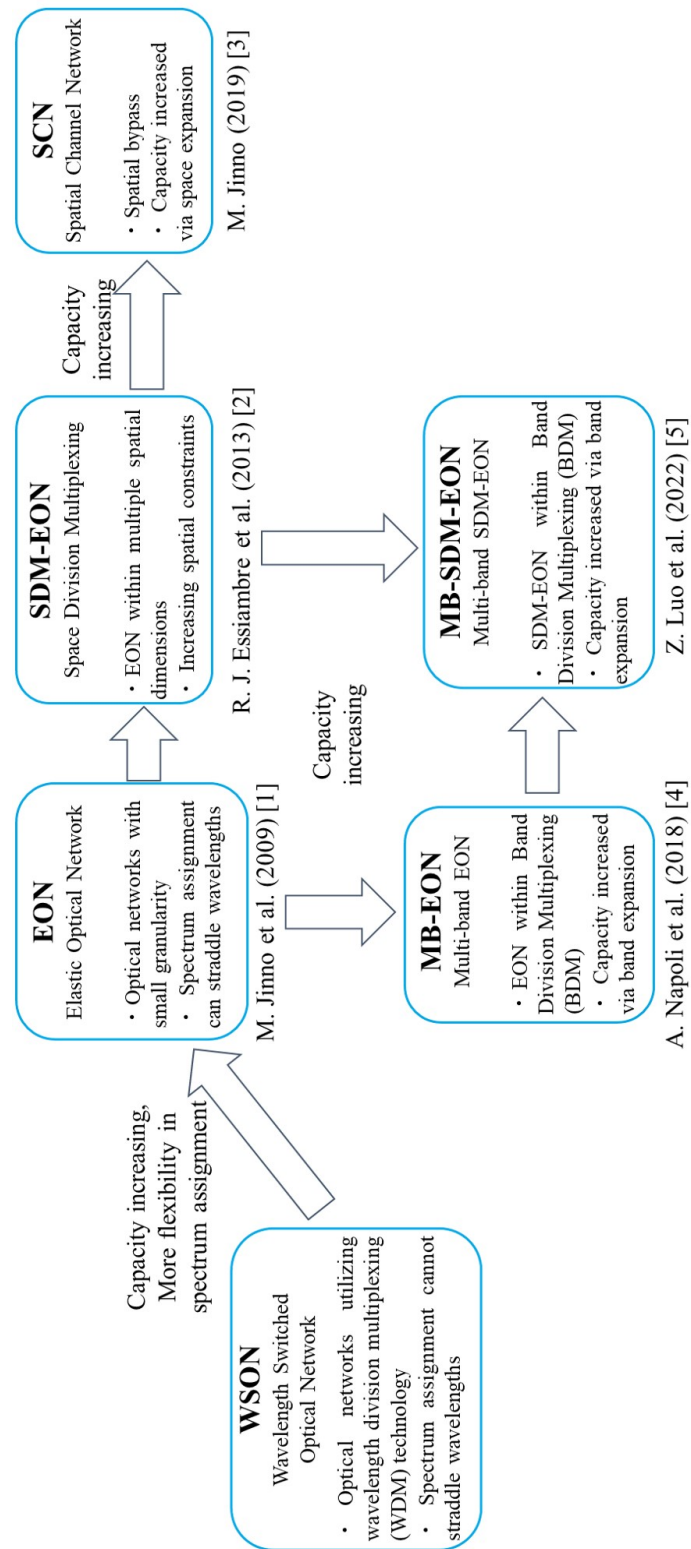 Capacity increasing,
More flexibility in
spectrum assignment
WSON
Wavelength Switched
Optical Network
• Optical networks utilizing
wavelength division multiplexing
(WDM) technology
• Spectrum assignment cannot
straddle wavelengths
EON
Elastic Optical Network
• Optical networks with
small granularity
• Spectrum assignment
can straddle wavelengths
M. Jinno et al. (2009) [1]
SDM-EON
Space Division Multiplexing
• EON within multiple spatial
dimensions
• Increasing spatial constraints
R. J. Essiambre et al. (2013) [2]
Capacity
increasing
SCN
Spatial Channel Network
• Spatial bypass
• Capacity increased
via space expansion
M. Jinno (2019) [3]
Capacity
increasing
MB-EON
Multi-band EON
• EON within Band
Division Multiplexing
(BDM)
• Capacity increased
via band expansion
A. Napoli et al. (2018) [4]
MB-SDM-EON
Multi-band SDM-EON
• SDM-EON within Band
Division Multiplexing (BDM)
• Capacity increased via band
expansion
Z. Luo et al. (2022) [5]